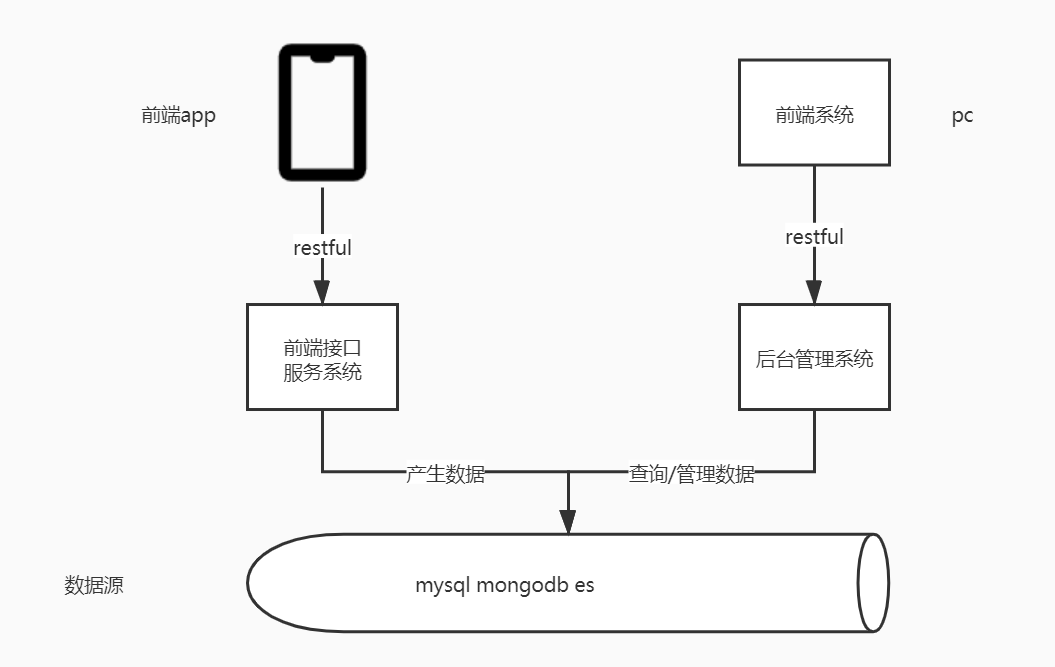 前端app
前端系统
pc
restful
restful
前端接口
服务系统
后台管理系统
产生数据
查询/管理数据
数据源
mysql mongodb es